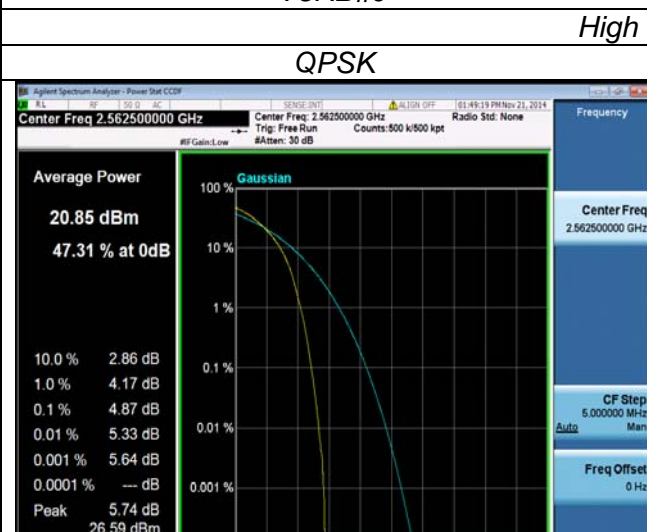 High
QPSK
Agilent Spectrum Analyzer - Power Stat CCDF
RL RF 50 Ω AC SENSE:INT ALIGN OFF 01:49:19 PM Nov 21, 2014
Center Freq 2.562500000 GHz
Center Freq: 2.562500000 GHz Radio Std: None
Trig: Free Run Counts:500 k/500 kpt
#IFGain:Low #Atten: 30 dB
Frequency
Average Power
20.85 dBm
47.31 % at 0dB
10.0 % 2.86 dB
1.0 % 4.17 dB
0.1 % 4.87 dB
0.01 % 5.33 dB
0.001 % 5.64 dB
0.0001 % --- dB
Peak 5.74 dB
26.59 dBm
Gaussian
100 %
10 %
1 %
0.1 %
0.01 %
0.001 %
Center Freq
2.562500000 GHz
CF Step
5.000000 MHz
Auto Man
Freq Offset
0 Hz